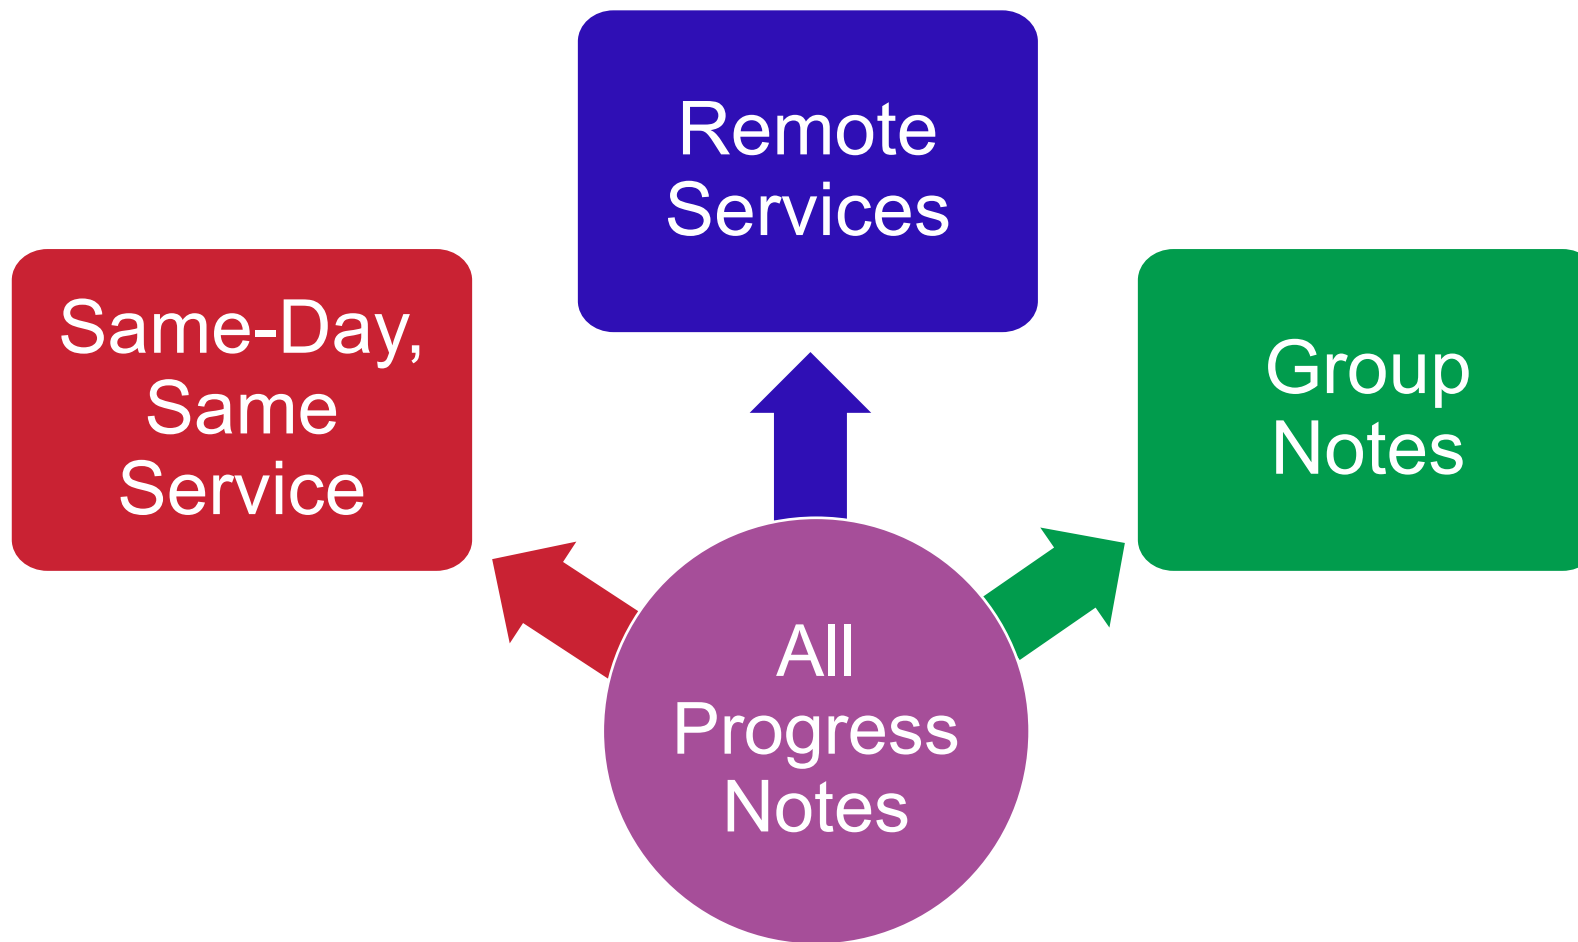 Remote
Services
Same-Day,
Same
Service
Group
Notes
All
Progress
Notes